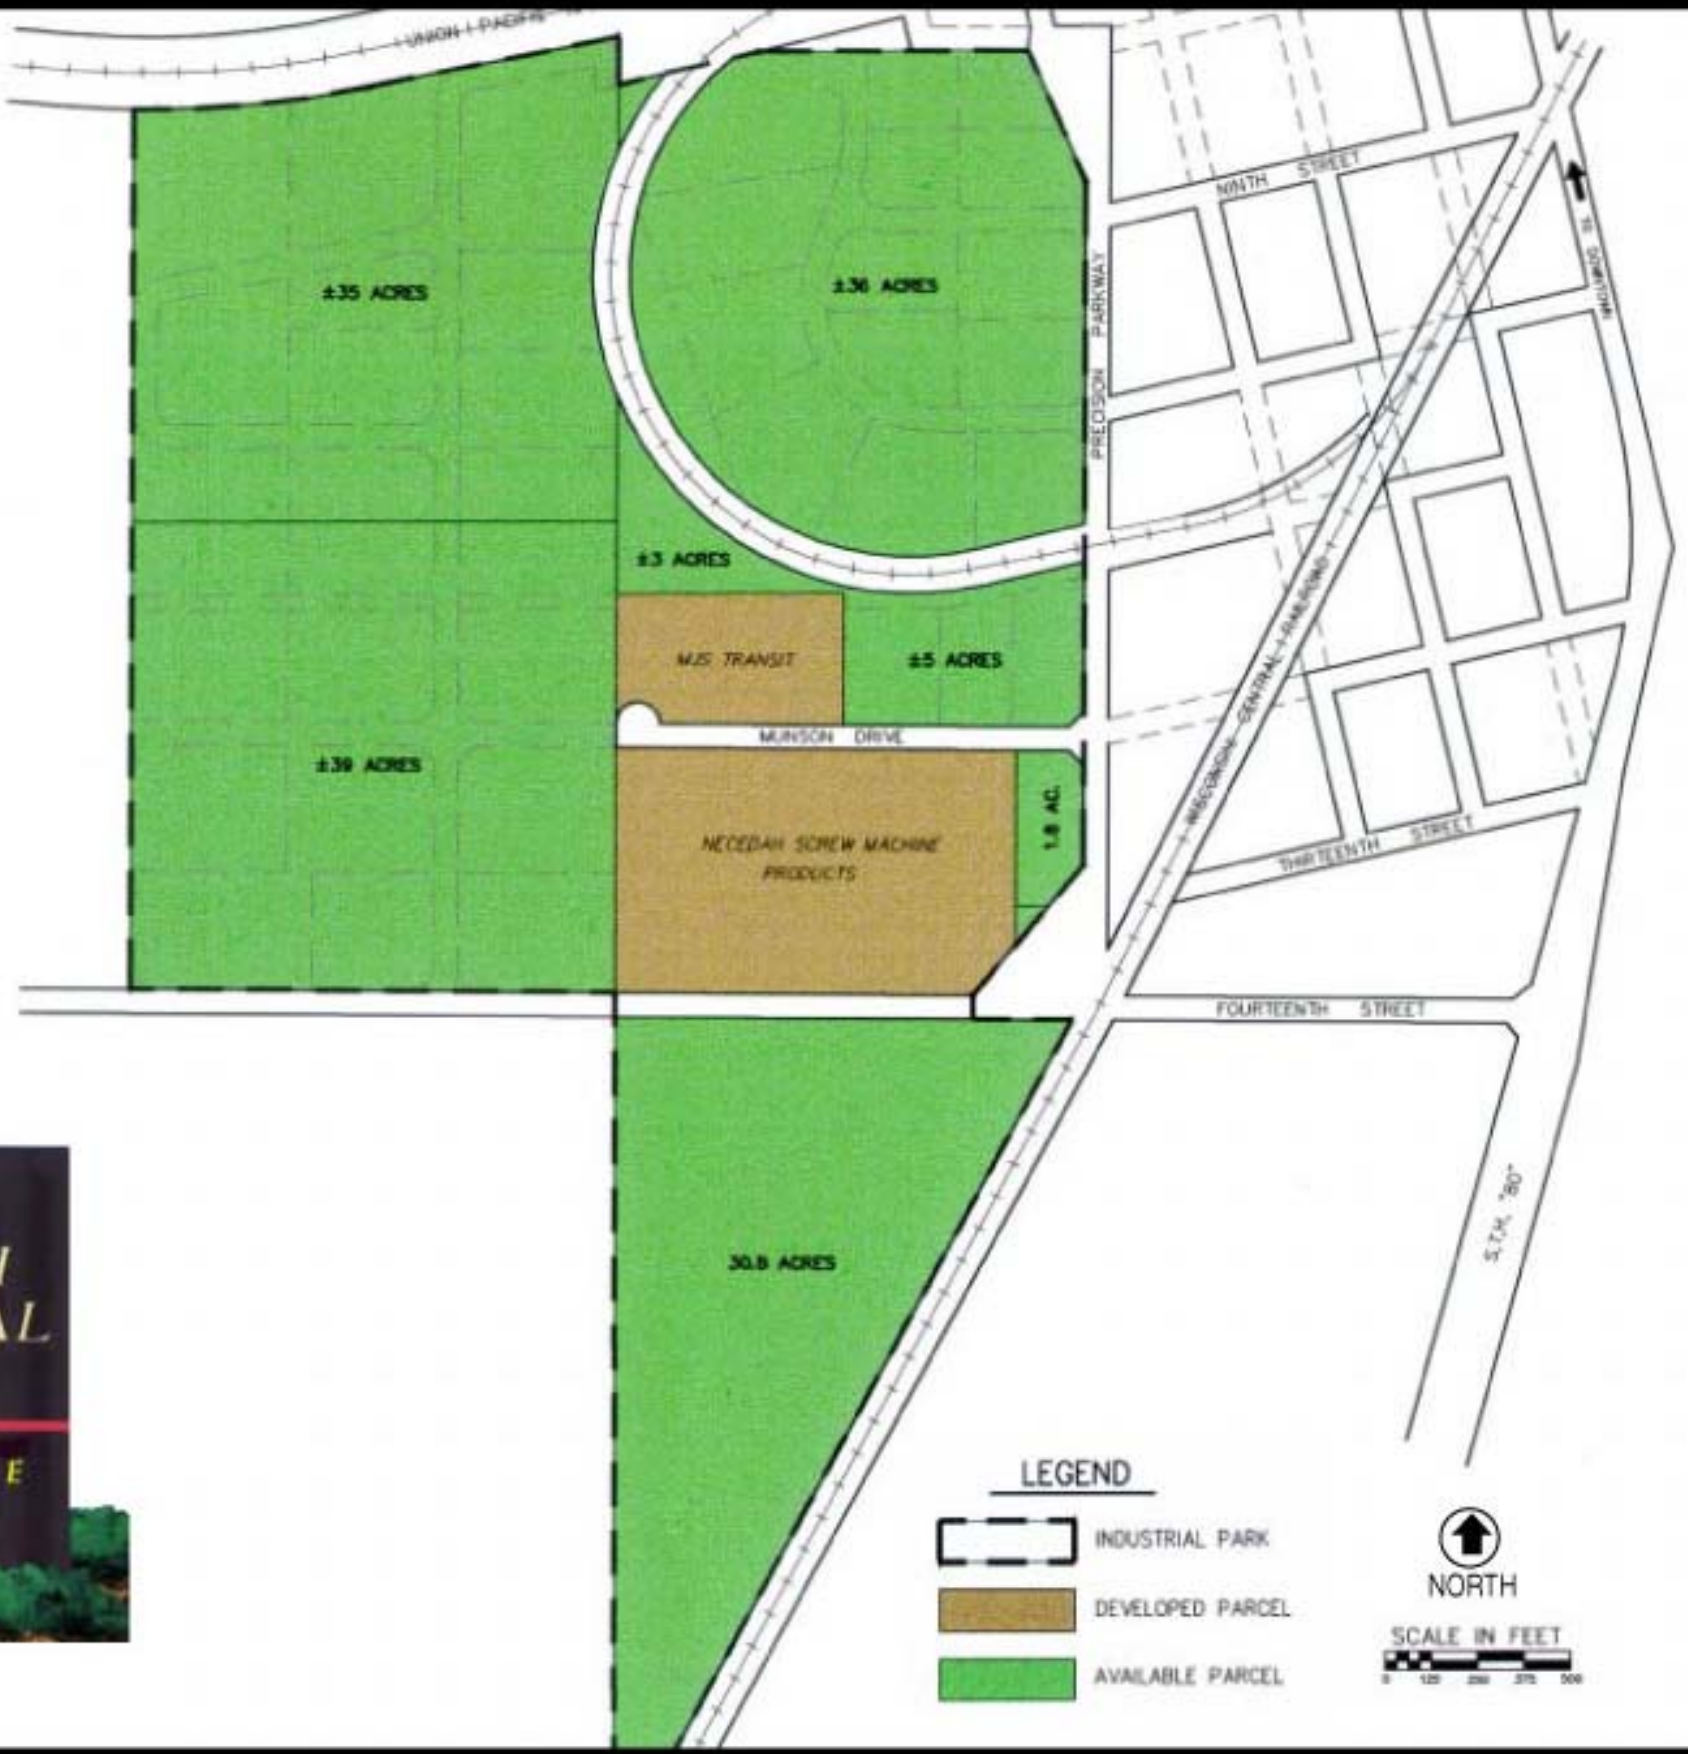 UNION PACIFIC
NINTH STREET
TO DOWNTOWN
±35 ACRES
±36 ACRES
PRECISION PARKWAY
±3 ACRES
MJS TRANSIT
±5 ACRES
MUNSON DRIVE
±39 ACRES
NECEDAH SCREW MACHINE
PRODUCTS
1.8 AC.
WISCONSIN CENTRAL RAILROAD
THIRTEENTH STREET
FOURTEENTH STREET
S.T.H. "80"
30.8 ACRES
AL
E
LEGEND
INDUSTRIAL PARK
DEVELOPED PARCEL
AVAILABLE PARCEL
NORTH
SCALE IN FEET
0 125 250 375 500